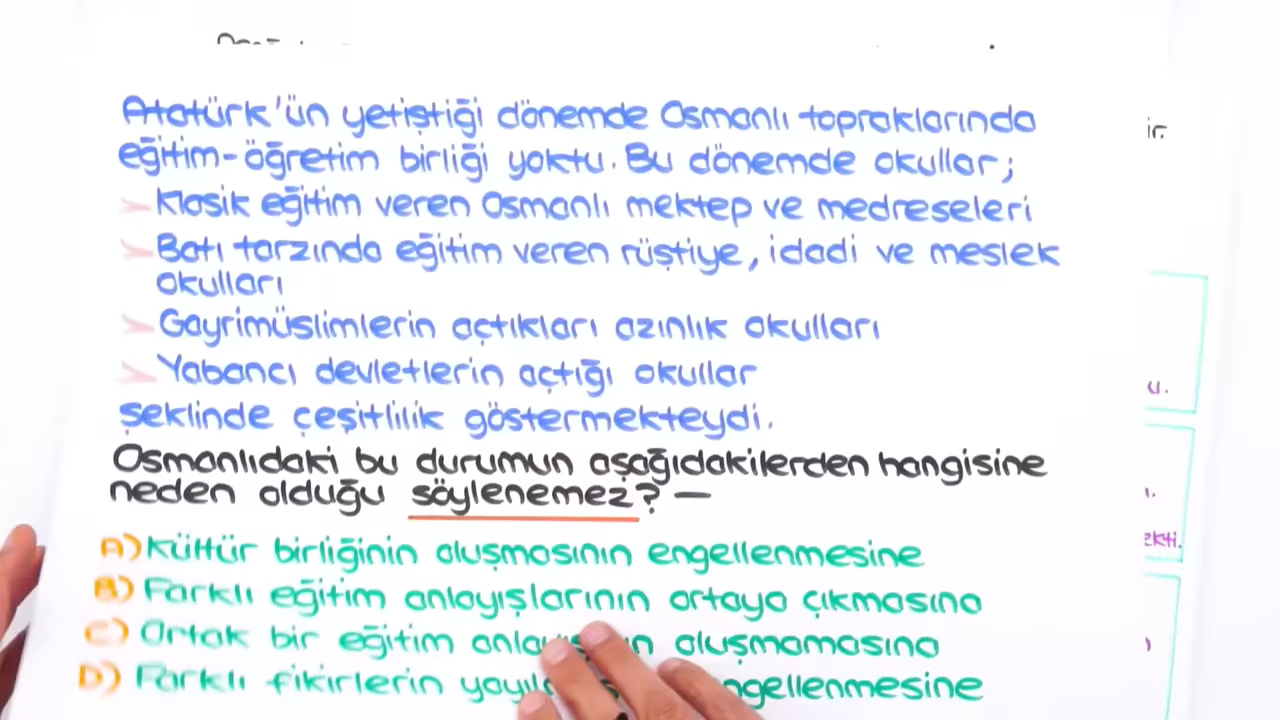 Atatürk'ün yetiştiği dönemde Osmanlı topraklarında
eğitim-öğretim birliği yoktu. Bu dönemde okullar;
Klasik eğitim veren Osmanlı mektep ve medreseleri
Batı tarzında eğitim veren rüştiye, idadi ve meslek
okulları
Gayrimüslimlerin açtıkları azınlık okulları
Yabancı devletlerin açtığı okullar
şeklinde çeşitlilik göstermekteydi.
Osmanlıdaki bu durumun aşağıdakilerden hangisine
neden olduğu söylenemez? —
A) Kültür birliğinin oluşmasının engellenmesine
B) Farklı eğitim anlayışlarının ortaya çıkmasına
C) Ortak bir eğitim oluşmamasına
D) Farklı fikirlerin